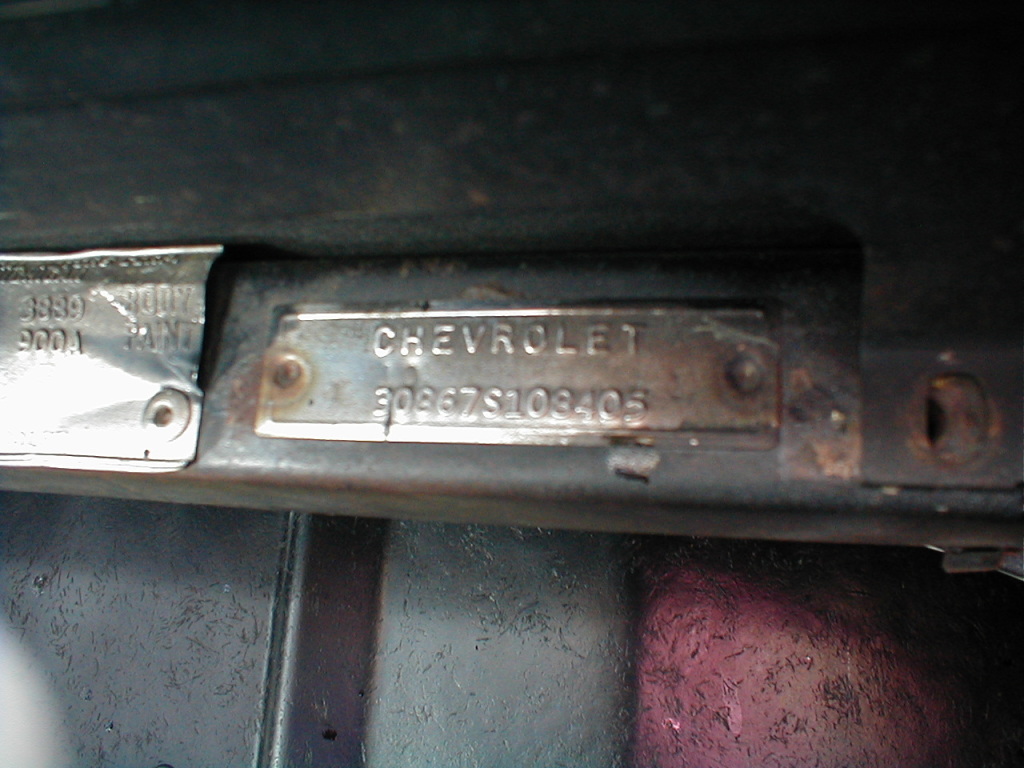 3889 BODY
900A PAINT
CHEVROLET
30867S108405